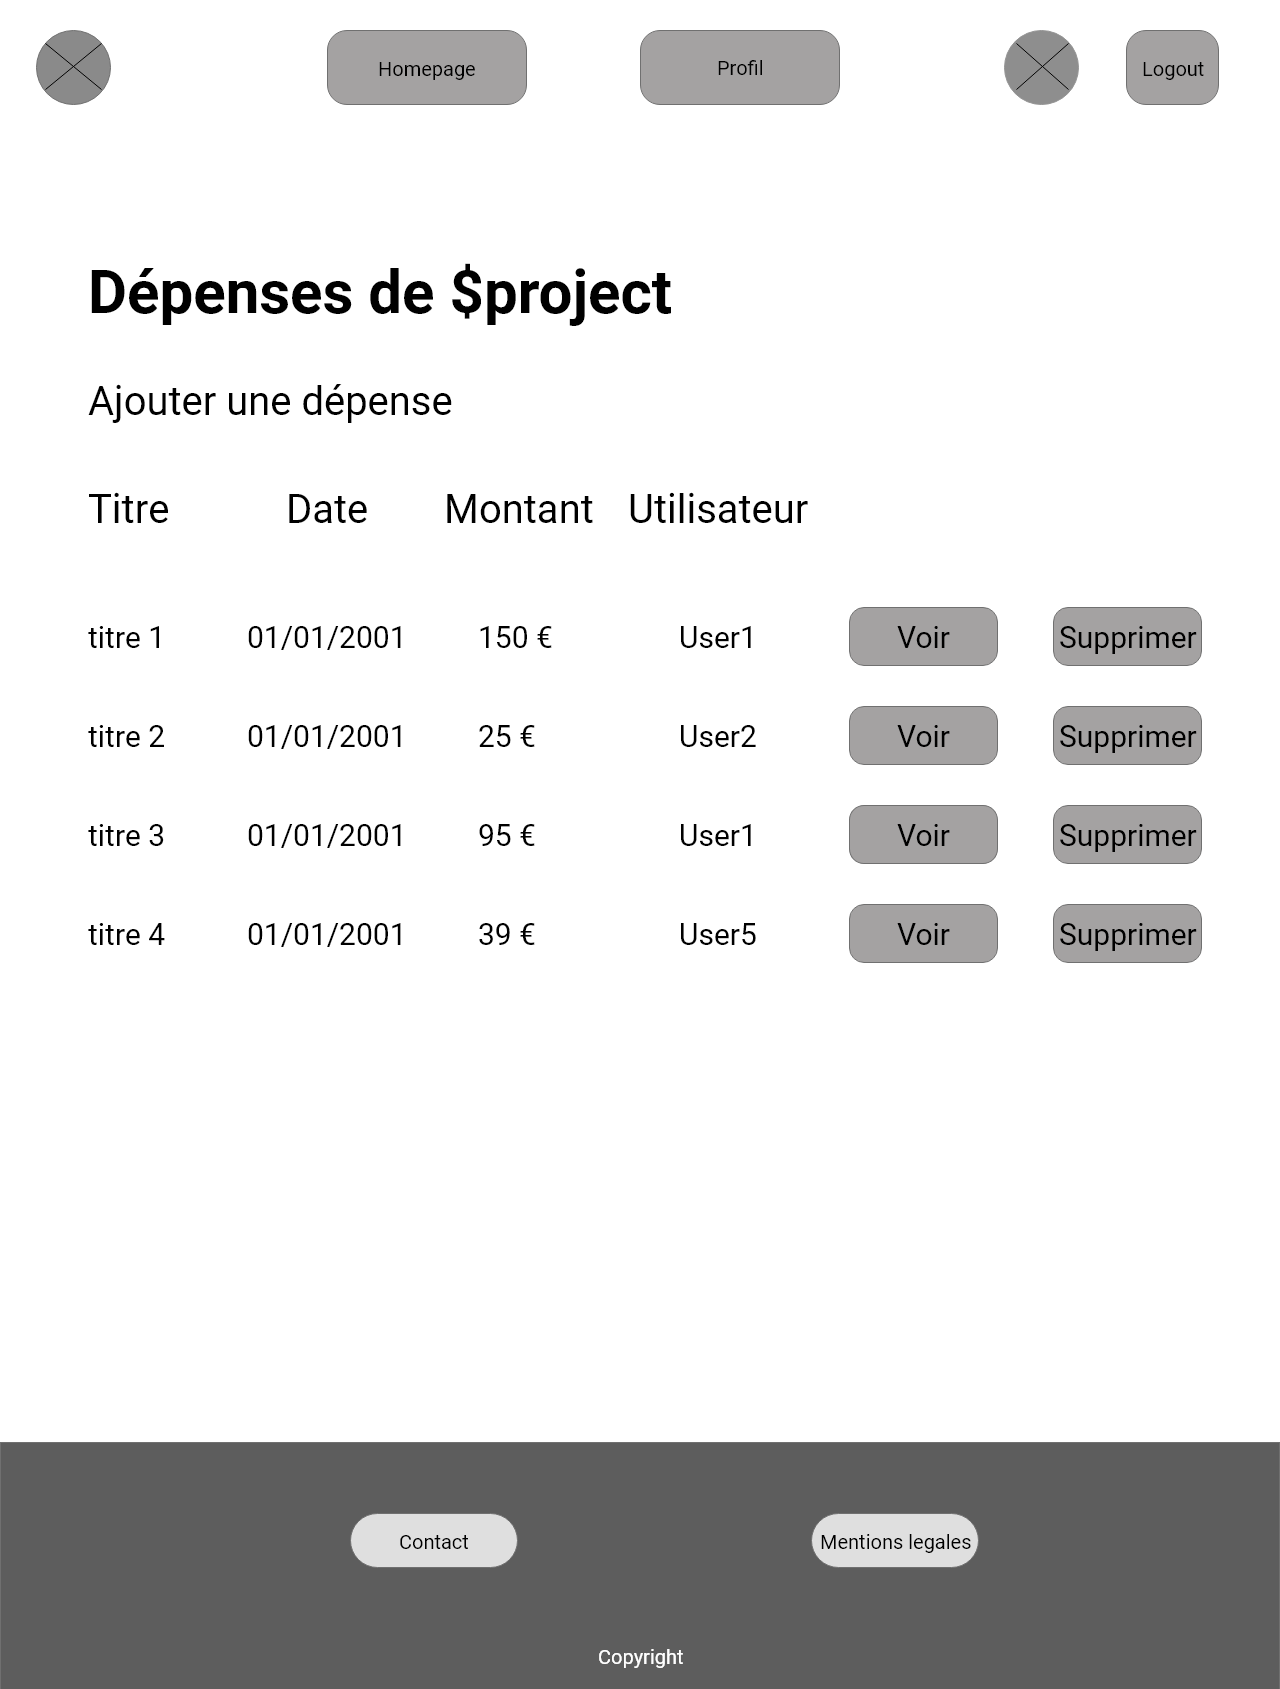 Homepage Profil Logout
Dépenses de $project
Ajouter une dépense
Titre Date Montant Utilisateur
titre 1 01/01/2001 150 € User1 Voir Supprimer
titre 2 01/01/2001 25 € User2 Voir Supprimer
titre 3 01/01/2001 95 € User1 Voir Supprimer
titre 4 01/01/2001 39 € User5 Voir Supprimer
Contact Mentions legales
Copyright